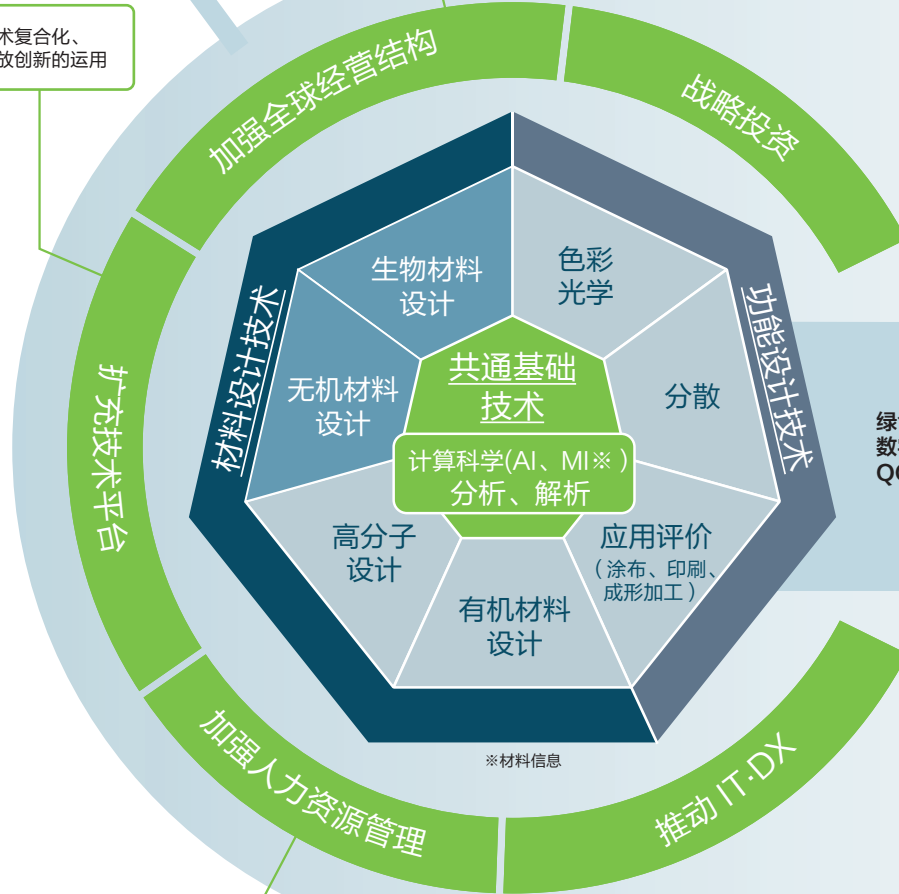 术复合化、
放创新的运用
加强全球经营结构
战略投资
生物材料
设计
色彩
光学
材料设计技术
功能设计技术
无机材料
设计
共通基础
技术
分散
扩充技术平台
计算科学(AI、MI※)
分析、解析
绿
数
QC
高分子
设计
应用评价
(涂布、印刷、
成形加工)
有机材料
设计
※材料信息
加强人力资源管理
推动 IT·DX